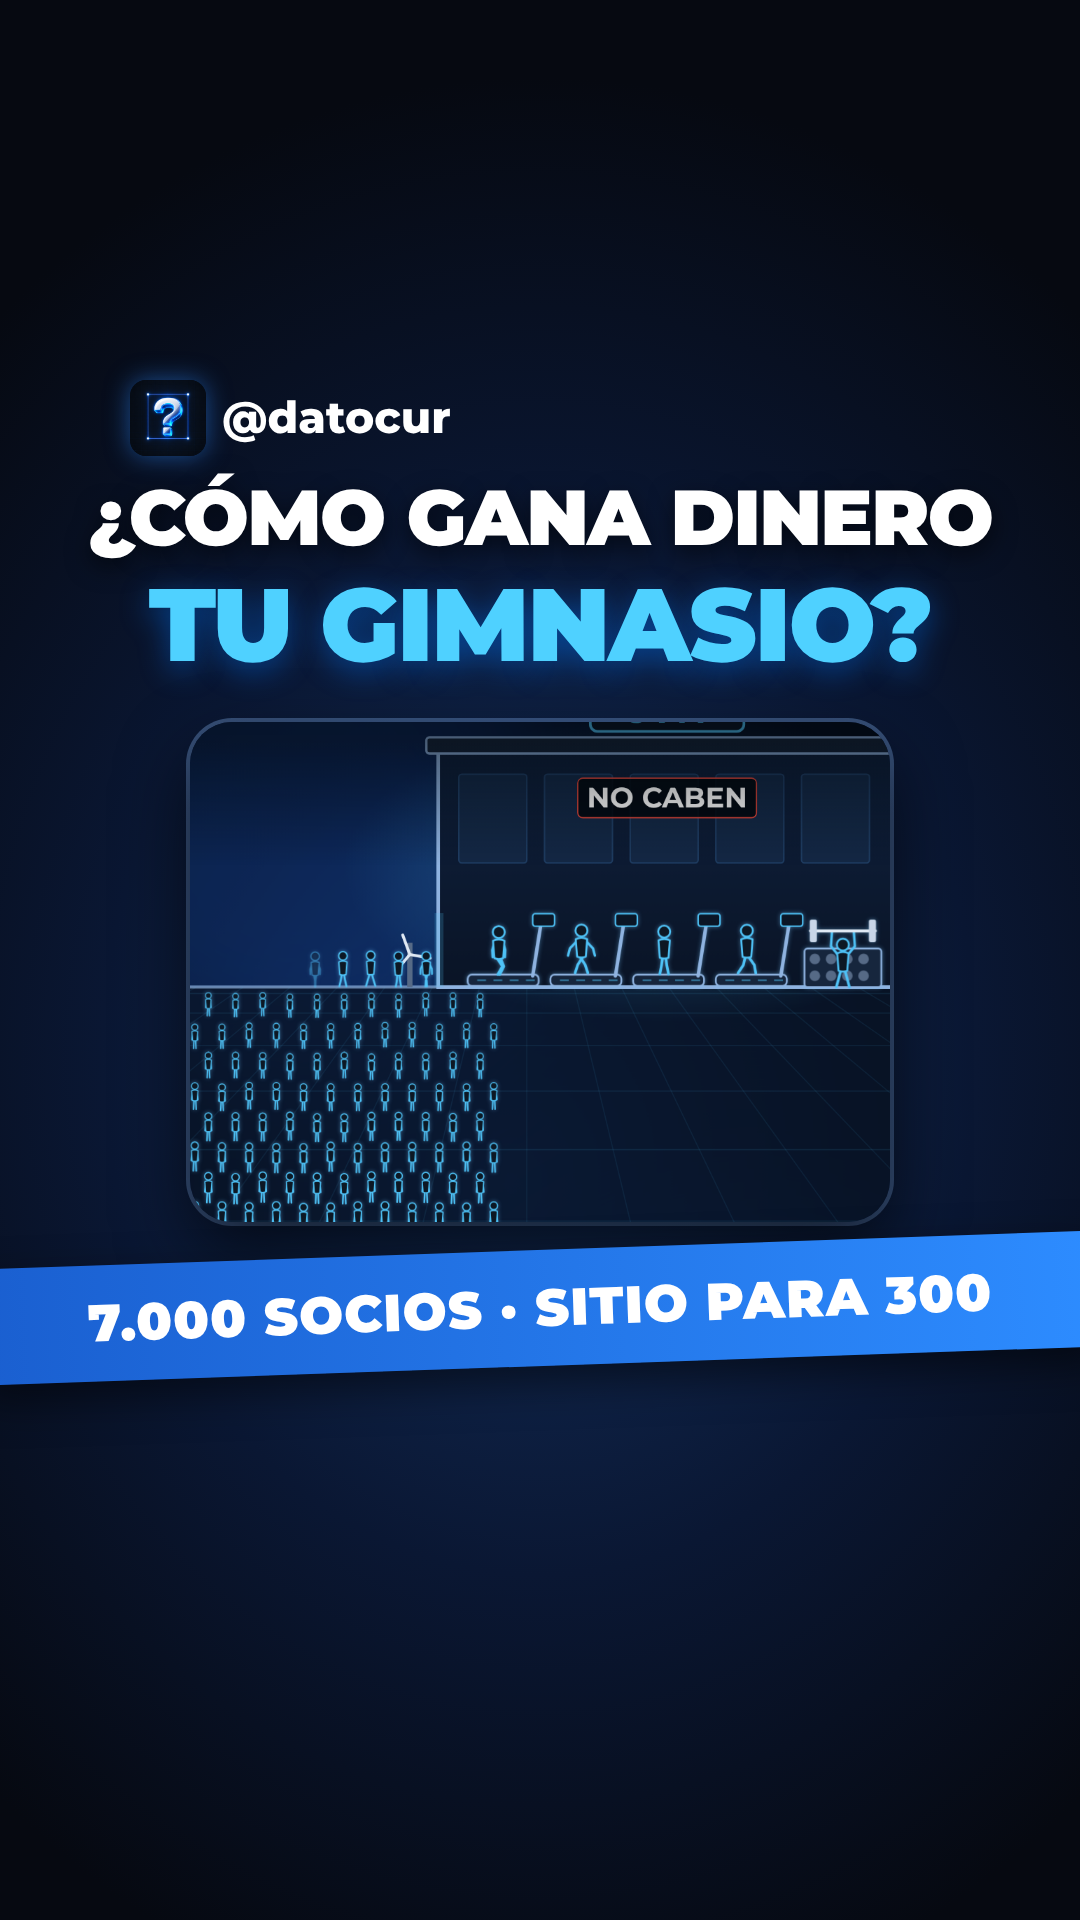 ?
@datocur
¿CÓMO GANA DINERO
TU GIMNASIO?
NO CABEN
7.000 SOCIOS • SITIO PARA 300